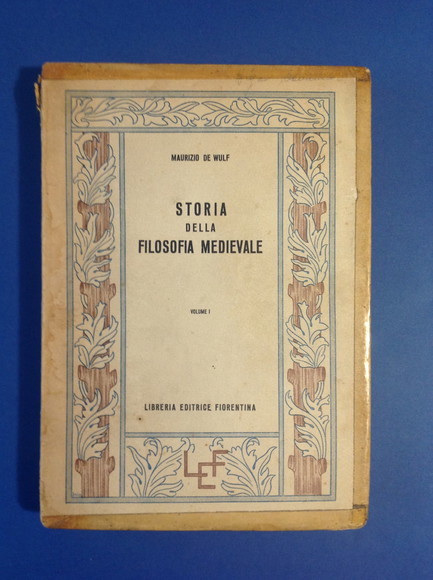 MAURIZIO DE WULF
STORIA
DELLA
FILOSOFIA MEDIEVALE
VOLUME I
LIBRERIA EDITRICE FIORENTINA
LEF